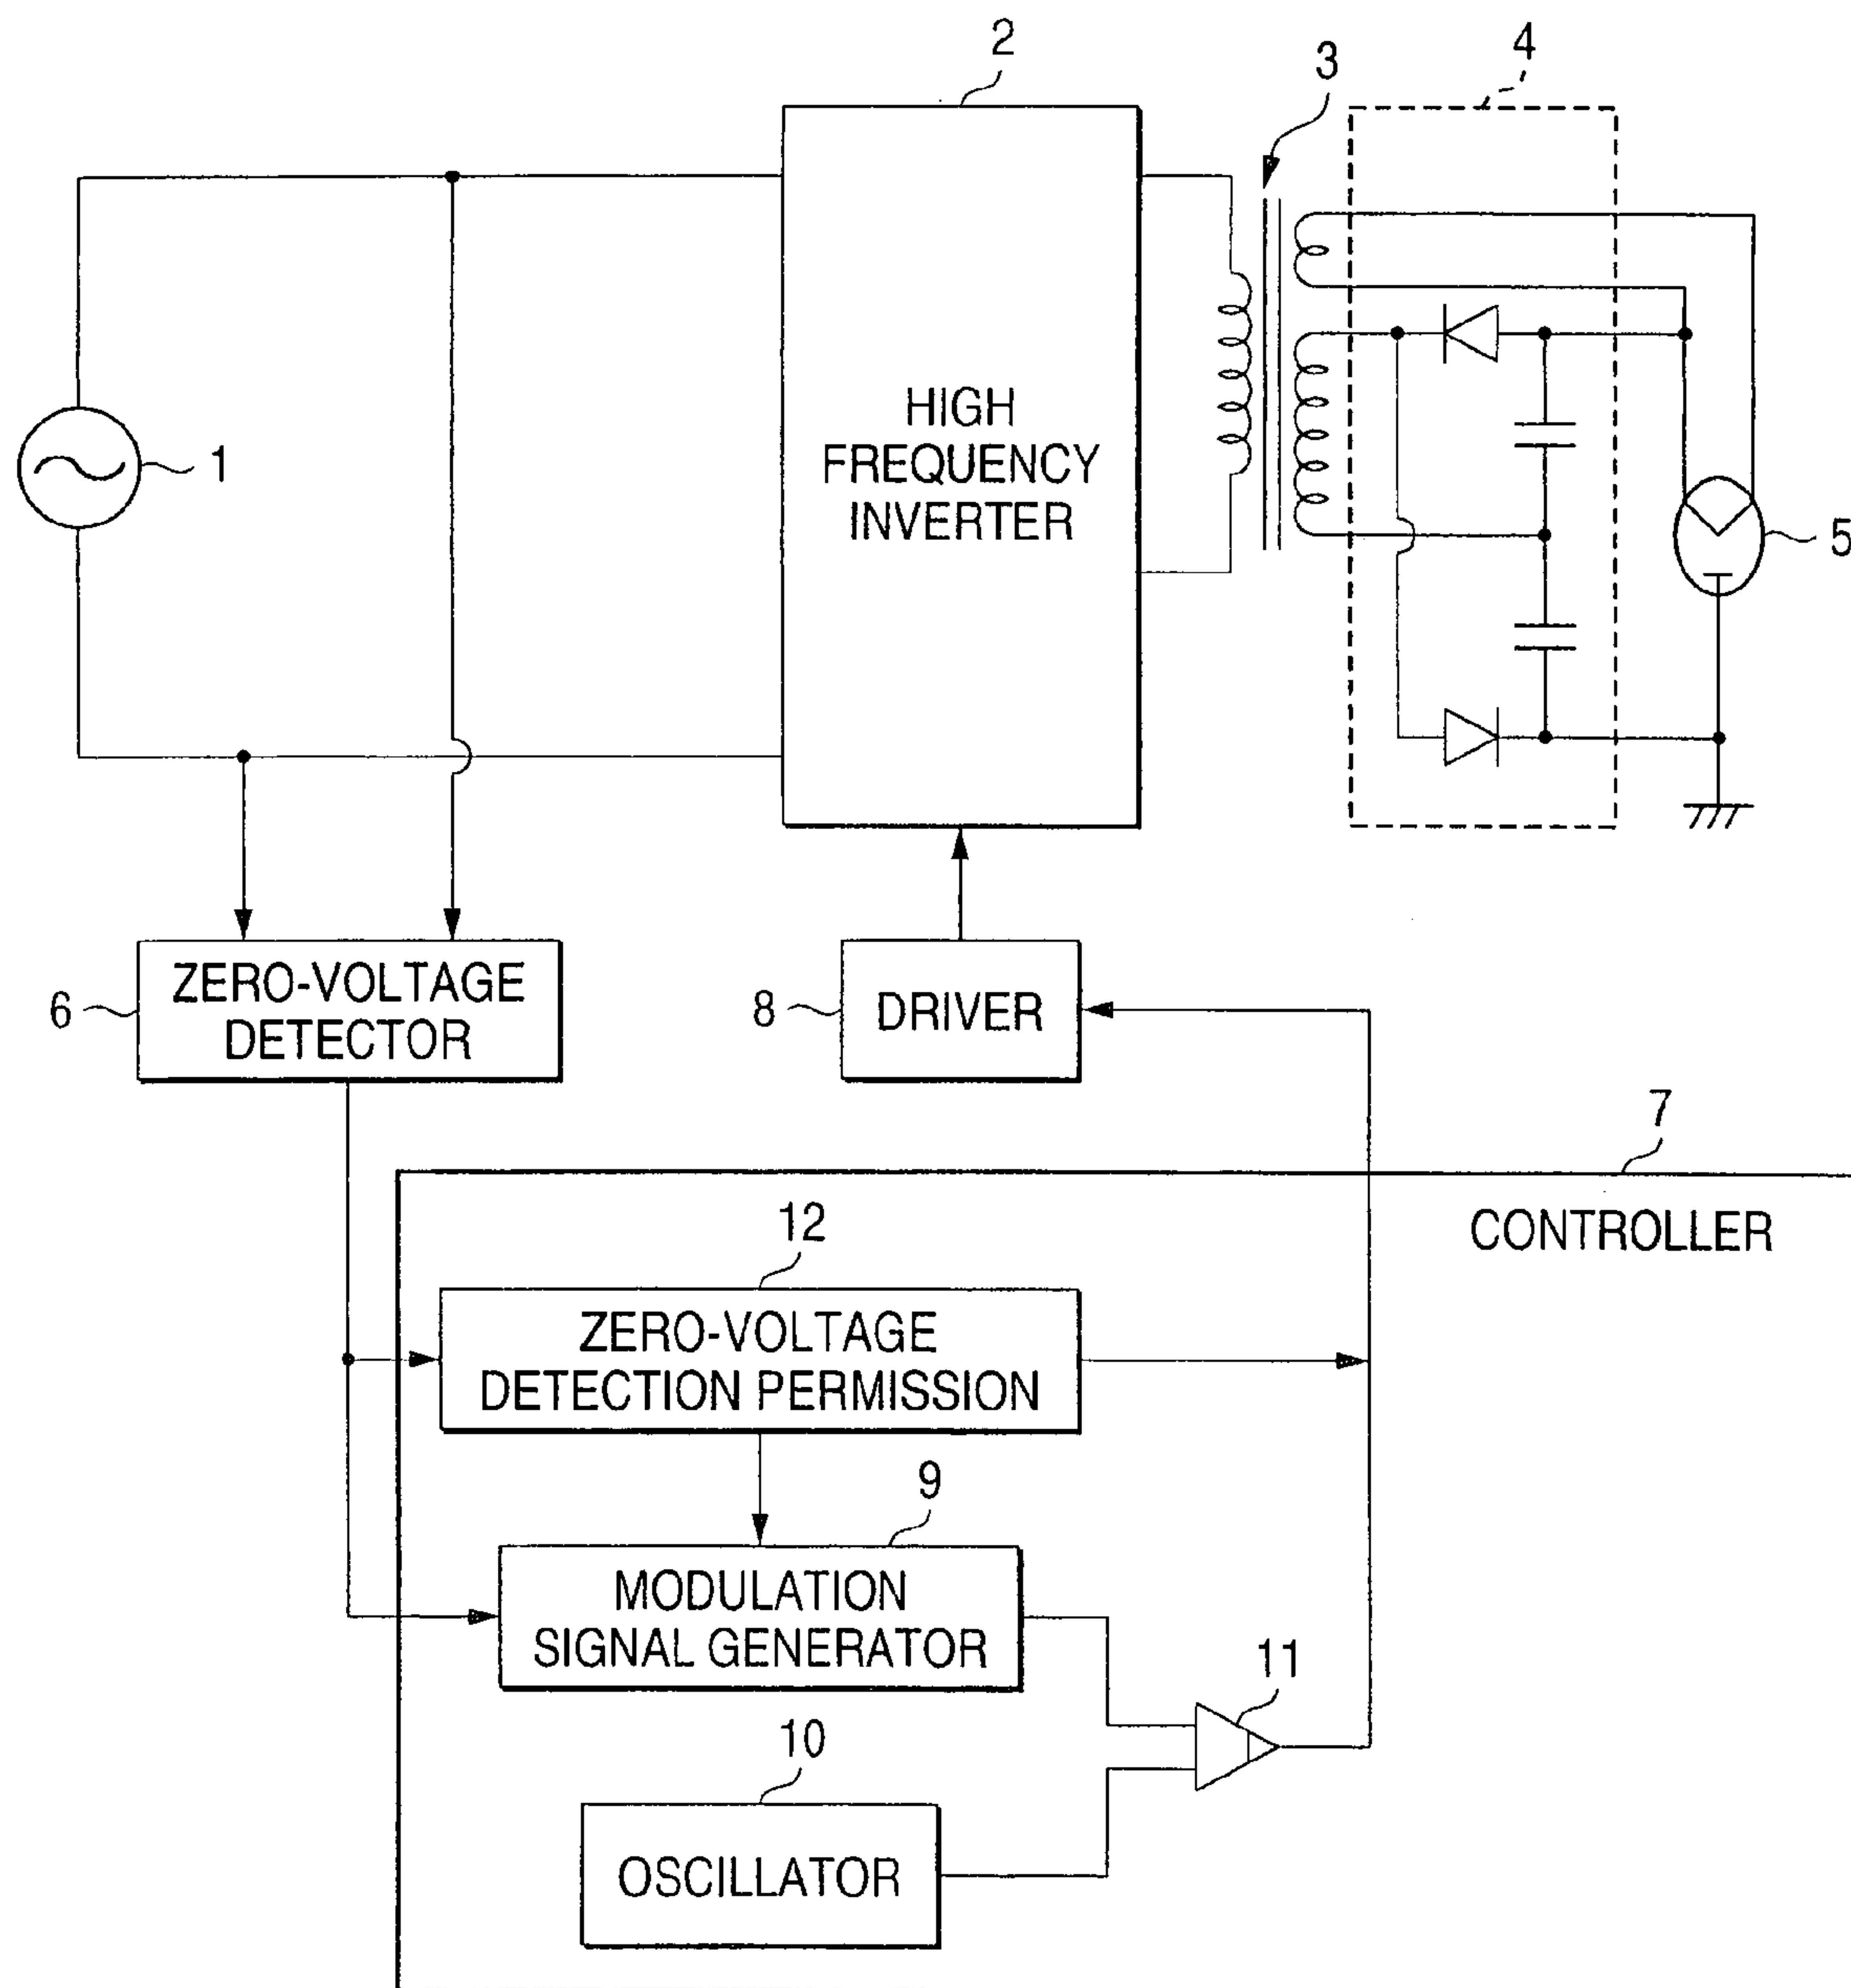 2
4
3
HIGH
FREQUENCY
INVERTER
1
5
ZERO-VOLTAGE
DETECTOR
6
8
DRIVER
7
CONTROLLER
12
ZERO-VOLTAGE
DETECTION PERMISSION
9
MODULATION
SIGNAL GENERATOR
11
10
OSCILLATOR